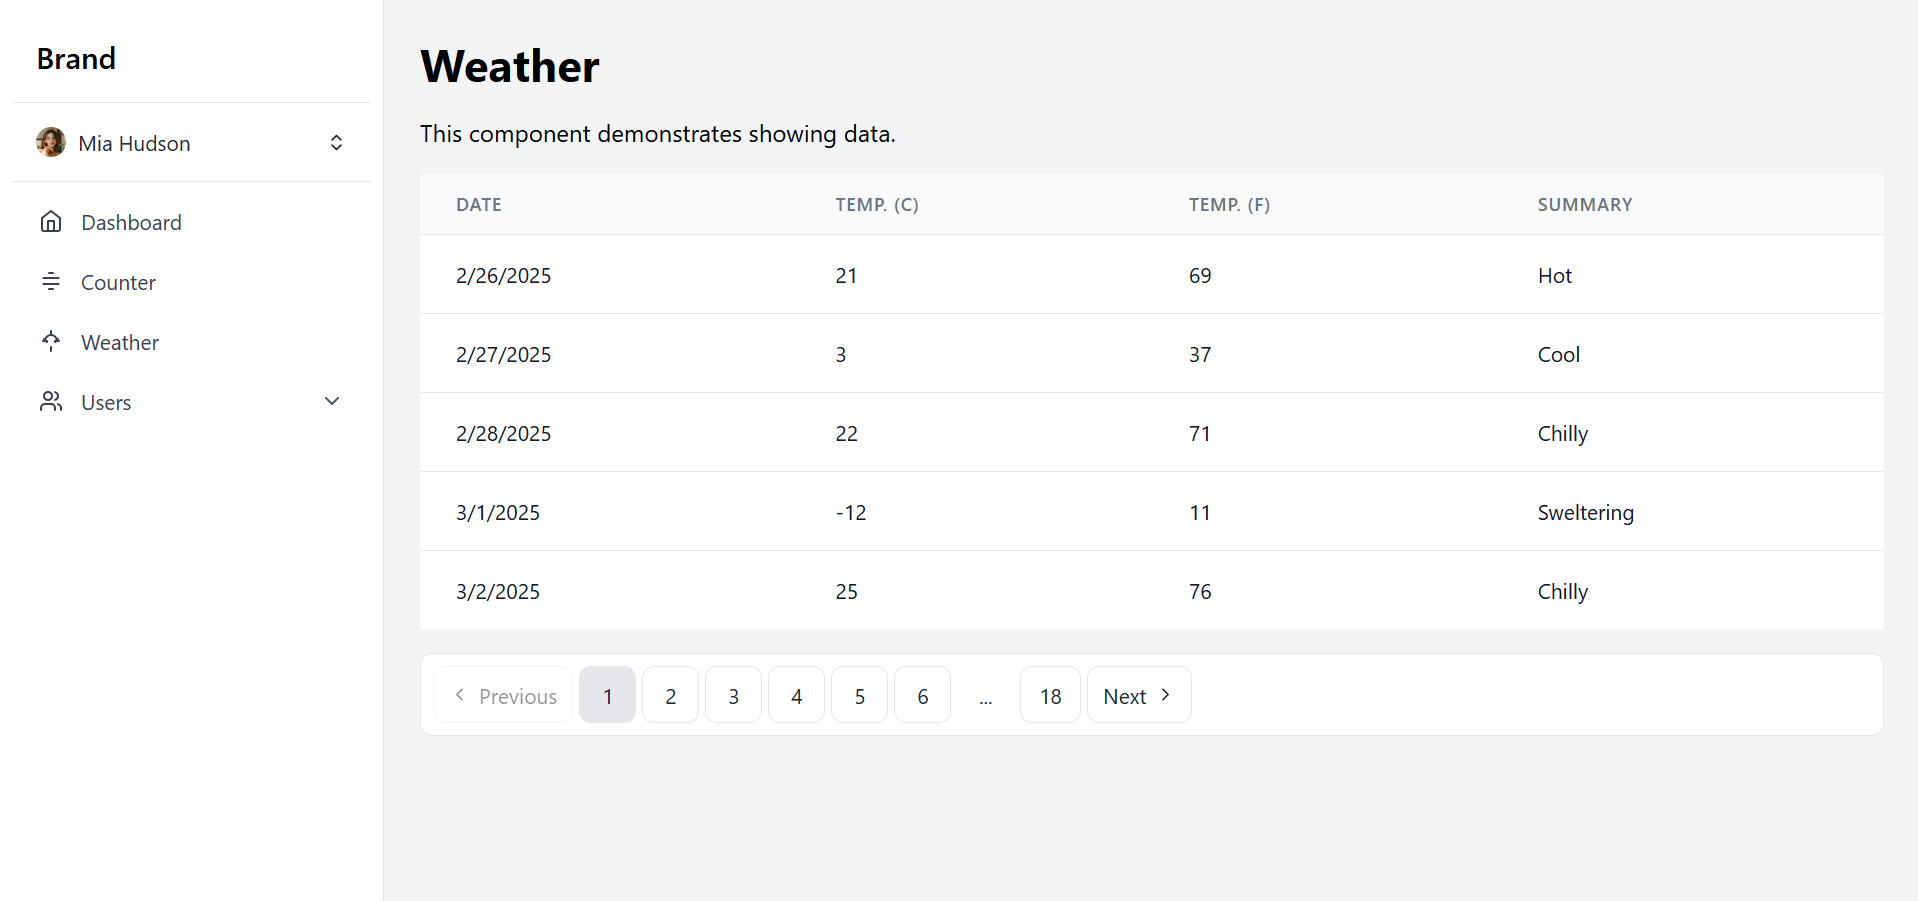 Brand
Mia Hudson
Dashboard
Counter
Weather
Users
Weather
This component demonstrates showing data.
DATE TEMP. (C) TEMP. (F) SUMMARY
2/26/2025 21 69 Hot
2/27/2025 3 37 Cool
2/28/2025 22 71 Chilly
3/1/2025 -12 11 Sweltering
3/2/2025 25 76 Chilly
Previous 1 2 3 4 5 6 ... 18 Next